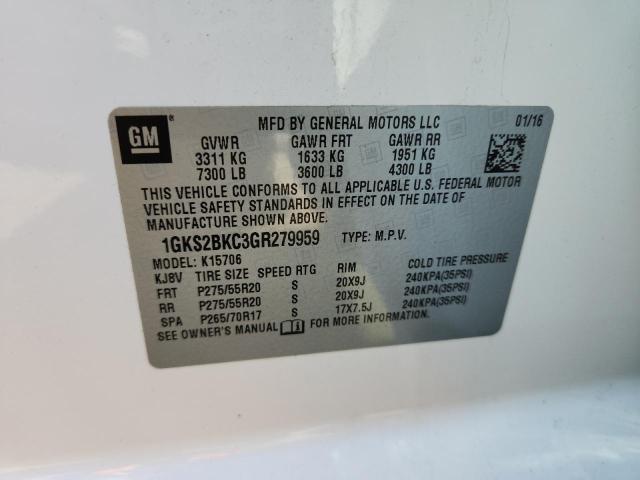 GM
MFD BY GENERAL MOTORS LLC 01/16
GVWR GAWR FRT GAWR RR
3311 KG 1633 KG 1951 KG
7300 LB 3600 LB 4300 LB
THIS VEHICLE CONFORMS TO ALL APPLICABLE U.S. FEDERAL MOTOR
VEHICLE SAFETY STANDARDS IN EFFECT ON THE DATE OF
MANUFACTURE SHOWN ABOVE.
1GKS2BKC3GR279959 TYPE: M.P.V.
MODEL: K15706
KJ8V TIRE SIZE SPEED RTG RIM COLD TIRE PRESSURE
FRT P275/55R20 S 20X9J 240KPA(35PSI)
RR P275/55R20 S 20X9J 240KPA(35PSI)
SPA P265/70R17 S 17X7.5J 240KPA(35PSI)
SEE OWNER'S MANUAL FOR MORE INFORMATION.